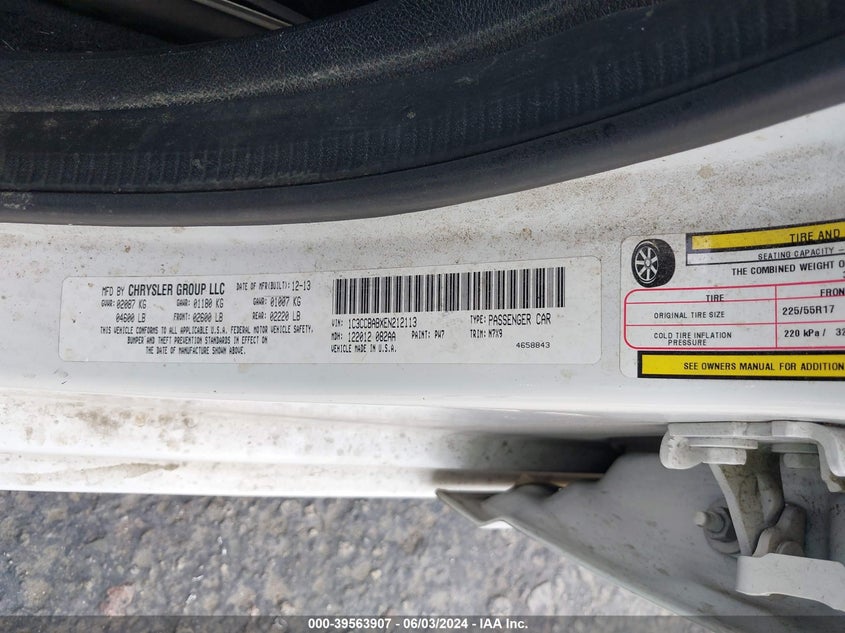 MFD BY CHRYSLER GROUP LLC DATE OF MFR(BUILT): 12-13
GVWR: 02087 KG GAWR: 01180 KG GAWR: 01007 KG
04600 LB FRONT: 02600 LB REAR: 02220 LB
THIS VEHICLE CONFORMS TO ALL APPLICABLE FEDERAL MOTOR VEHICLE SAFETY,
BUMPER AND THEFT PREVENTION STANDARDS IN EFFECT ON
THE DATE OF MANUFACTURE SHOWN ABOVE.
VIN: 1C3CCBABXEN212113 TYPE: PASSENGER CAR
MDH: 122012 082AA PAINT: PW7 TRIM: N7X9
VEHICLE MADE IN U.S.A. 4658843
TIRE AND
SEATING CAPACITY –
THE COMBINED WEIGHT O
TIRE FRON
ORIGINAL TIRE SIZE 225/55R17
COLD TIRE INFLATION PRESSURE 220 kPa / 32
SEE OWNERS MANUAL FOR ADDITION
000-39563907 - 06/03/2024 - IAA Inc.